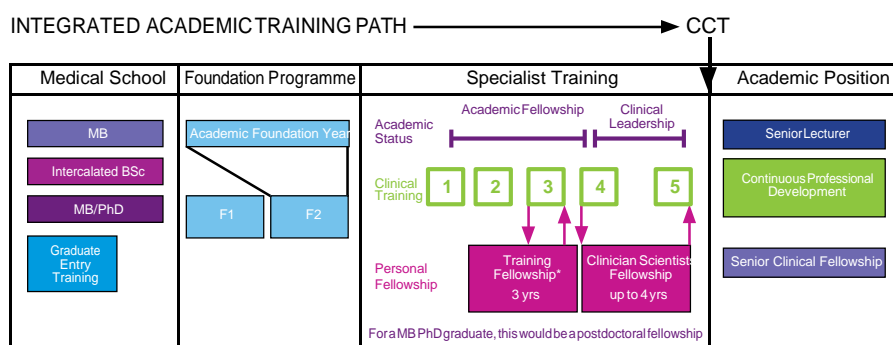 INTEGRATED ACADEMIC TRAINING PATH CCT
Medical School
Foundation Programme
Specialist Training
Academic Position
MB
Intercalated BSc
MB/PhD
Graduate
Entry
Training
Academic Foundation Year
F1
F2
Academic
Status
Academic Fellowship
Clinical
Leadership
Clinical
Training
1
2
3
4
5
Personal
Fellowship
Training
Fellowship*
3 yrs
Clinician Scientists
Fellowship
up to 4 yrs
For a MB PhD graduate, this would be a postdoctoral fellowship
Senior Lecturer
Continuous Professional
Development
Senior Clinical Fellowship